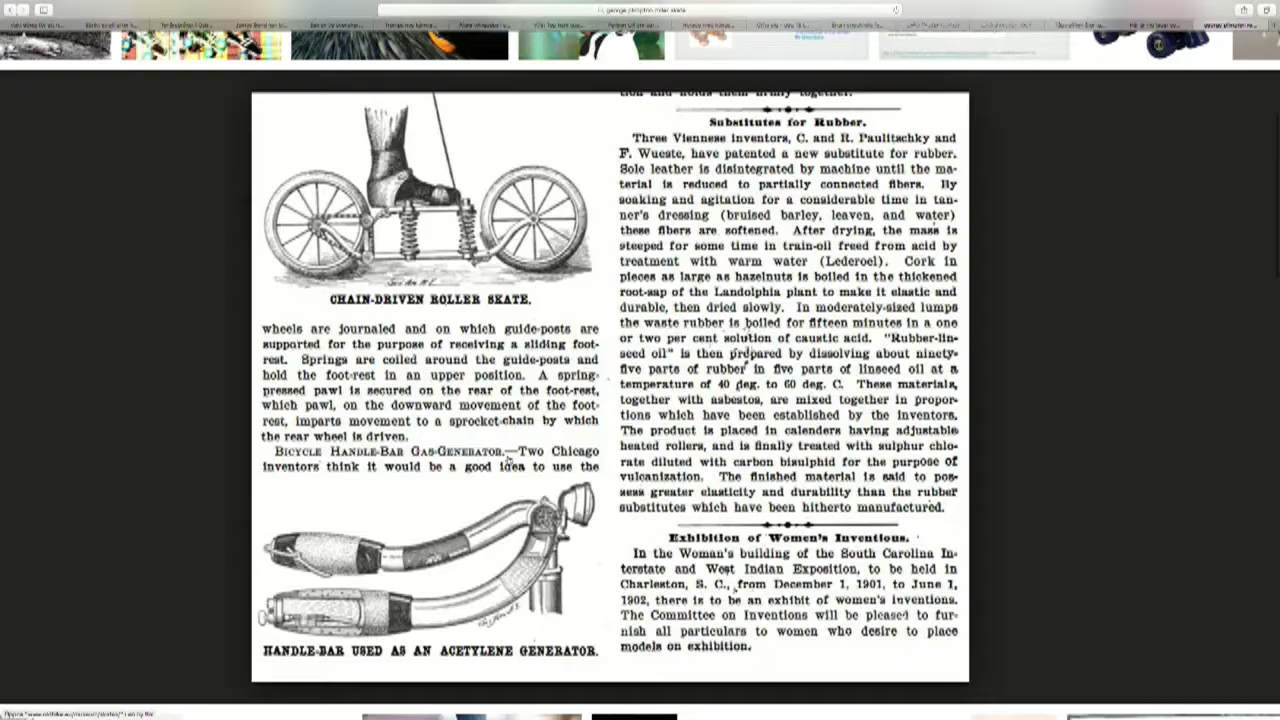 george plimpton roller skate
CHAIN-DRIVEN ROLLER SKATE.
wheels are journaled and on which guide-posts are
supported for the purpose of receiving a sliding foot-
rest. Springs are coiled around the guide-posts and
hold the foot-rest in an upper position. A spring-
pressed pawl is secured on the rear of the foot-rest,
which pawl, on the downward movement of the foot-
rest, imparts movement to a sprocket-chain by which
the rear wheel is driven.
BICYCLE HANDLE-BAR GAS-GENERATOR.—Two Chicago
inventors think it would be a good idea to use the
HANDLE-BAR USED AS AN ACETYLENE GENERATOR.
tion and holds them firmly together.
Substitutes for Rubber.
Three Viennese inventors, C. and R. Paulitschky and
F. Wueste, have patented a new substitute for rubber.
Sole leather is disintegrated by machine until the ma-
terial is reduced to partially connected fibers. By
soaking and agitation for a considerable time in tan-
ner's dressing (bruised barley, leaven, and water)
these fibers are softened. After drying, the mass is
steeped for some time in train-oil freed from acid by
treatment with warm water (Lederoel). Cork in
pieces as large as hazelnuts is boiled in the thickened
root-sap of the Landolphia plant to make it elastic and
durable, then dried slowly. In moderately-sized lumps
the waste rubber is boiled for fifteen minutes in a one
or two per cent solution of caustic acid. "Rubber-lin-
seed oil" is then prepared by dissolving about ninety-
five parts of rubber in five parts of linseed oil at a
temperature of 40 deg. to 60 deg. C. These materials,
together with asbestos, are mixed together in propor-
tions which have been established by the inventors.
The product is placed in calenders having adjustable
heated rollers, and is finally treated with sulphur chlo-
rate diluted with carbon bisulphid for the purpose of
vulcanization. The finished material is said to pos-
sess greater elasticity and durability than the rubber
substitutes which have been hitherto manufactured.
Exhibition of Women's Inventions.
In the Woman's building of the South Carolina In-
terstate and West Indian Exposition, to be held in
Charleston, S. C., from December 1, 1901, to June 1,
1902, there is to be an exhibit of women's inventions.
The Committee on Inventions will be pleased to fur-
nish all particulars to women who desire to place
models on exhibition.